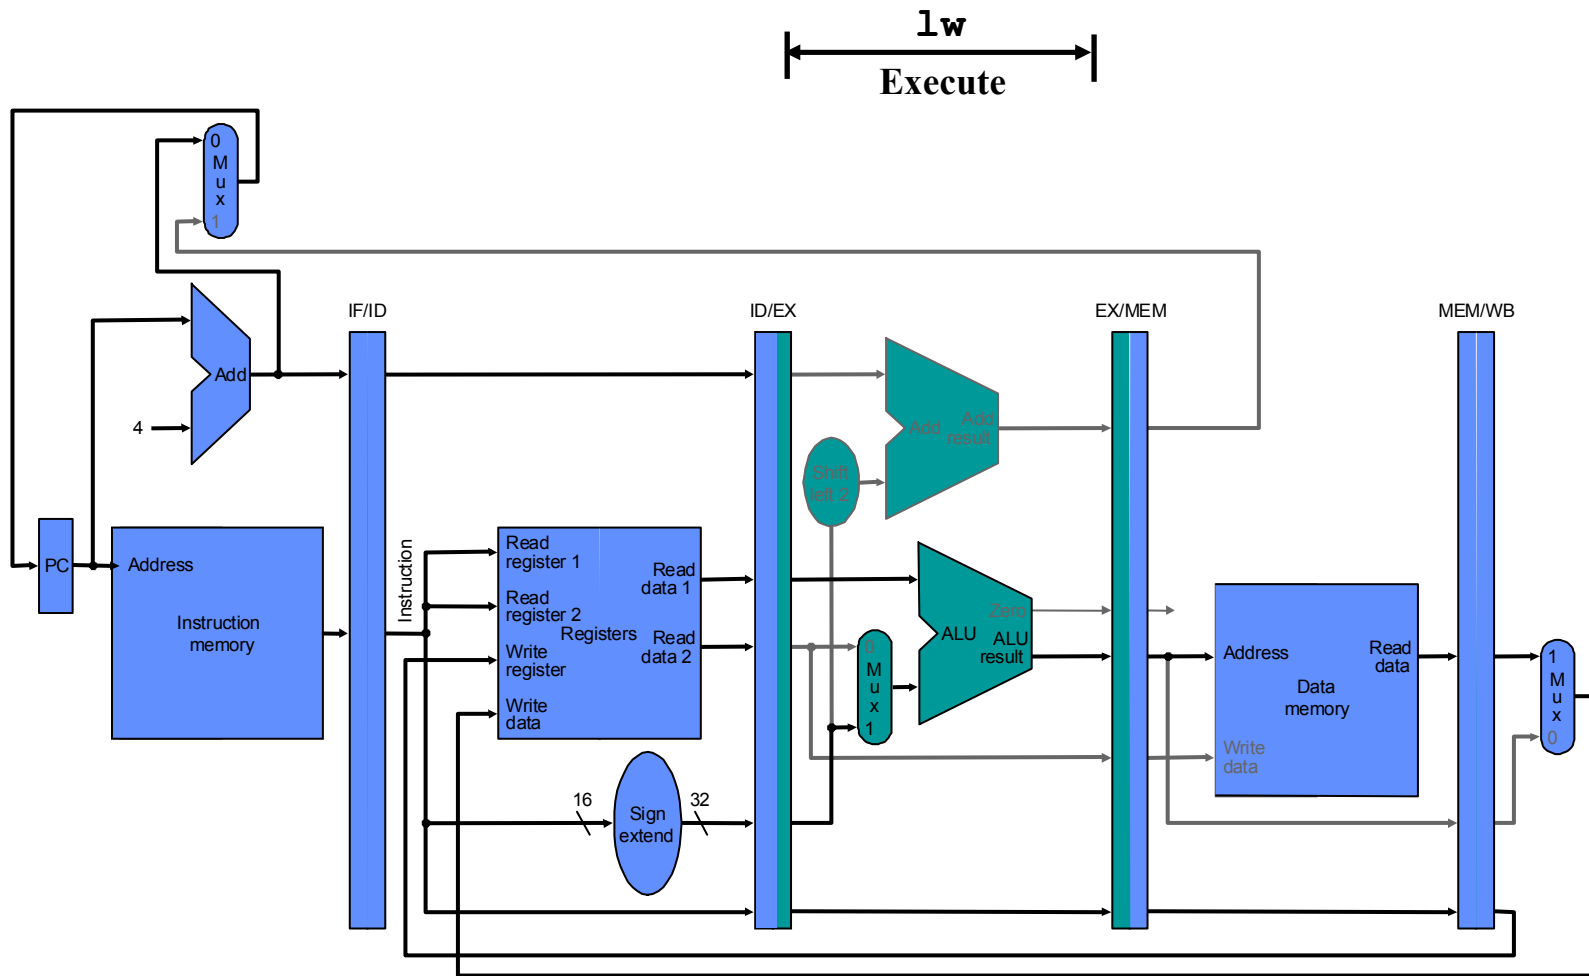 lw
Execute
0
M
u
x
1
IF/ID
ID/EX
EX/MEM
MEM/WB
Add
4
Add
Add
result
Shift
left 2
PC
Address
Instruction
memory
Instruction
Read
register 1
Read
register 2
Registers
Write
register
Write
data
Read
data 1
Read
data 2
0
M
u
x
1
Zero
ALU
ALU
result
Address
Read
data
Data
memory
Write
data
1
M
u
x
0
16
Sign
extend
32